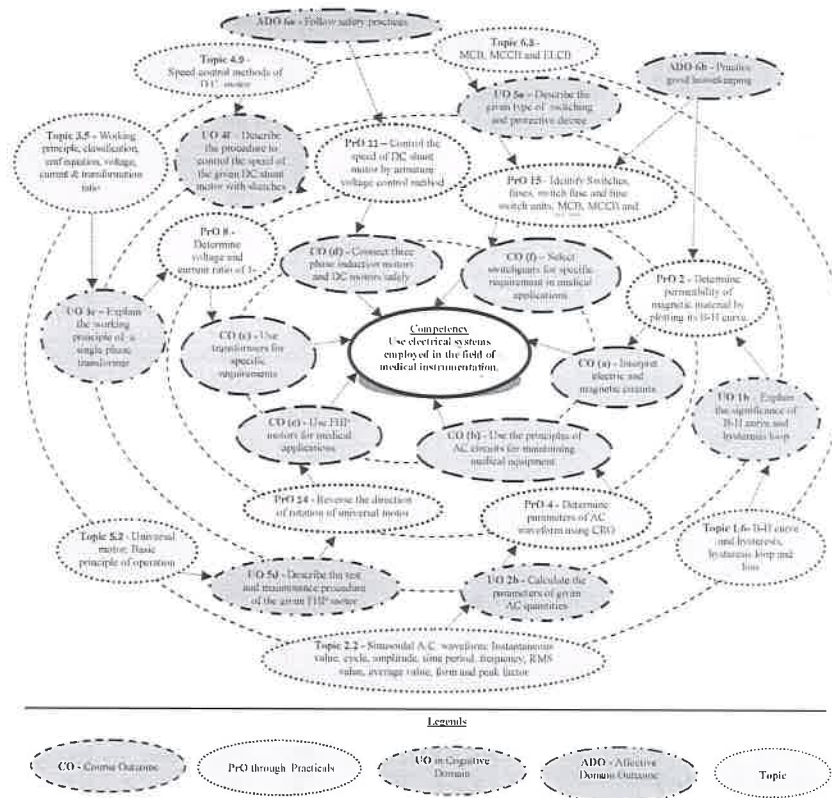 ADO 6a - Follow safety practices
Topic 4.9 -
Speed control methods of
D.C. motor
Topic 6.3 -
MCB, MCCB and ELCB
ADO 6b - Practice
good housekeeping
UO 4f - Describe
the procedure to
control the speed of
the given DC shunt
motor with sketches
PrO 11 - Control the
speed of DC shunt
motor by armature
voltage control method
UO 5a - Describe the
given type of switching
and protective device
Topic 3.5 - Working
principle, classification,
emf equation, voltage,
current & transformation
ratio
PrO 15 - Identify Switches,
fuses, switch fuse and fuse
switch units, MCB, MCCB and
PrO 8 -
Determine
voltage and
current ratio of 1-
CO (d) - Connect three
phase induction motors
and DC motors safely
CO (f) - Select
switchgears for specific
requirement in medical
applications
PrO 2 - Determine
permeability of
magnetic material by
plotting its B-H curve.
UO 3c - Explain
the working
principle of a
single phase
transformer
CO (c) - Use
transformers for
specific
requirements
Competency
Use electrical systems
employed in the field of
medical instrumentation.
CO (a) - Interpret
electric and
magnetic circuits
UO 1b - Explain
the significance of
B-H curve and
hysteresis loop
CO (e) - Use FHP
motors for medical
applications
CO (b) - Use the principles
of AC circuits for maintaining
medical equipment
PrO 14 - Reverse the direction
of rotation of universal motor
PrO 4 - Determine
parameters of AC
waveform using CRO
Topic 5.2 - Universal
motor; Basic
principle of operation
Topic 1.6- B-H curve
and hysteresis,
hysteresis loop and
loss
UO 5d - Describe the test
and maintenance procedure
of the given FHP motor
UO 2b - Calculate
the parameters of given
AC quantities
Topic 2.2 - Sinusoidal A.C. waveform: Instantaneous
value, cycle, amplitude, time period, frequency, RMS
value, average value, form and peak factor
Legends
CO - Course Outcome
PrO through Practicals
UO in Cognitive
Domain
ADO - Affective
Domain Outcome
Topic